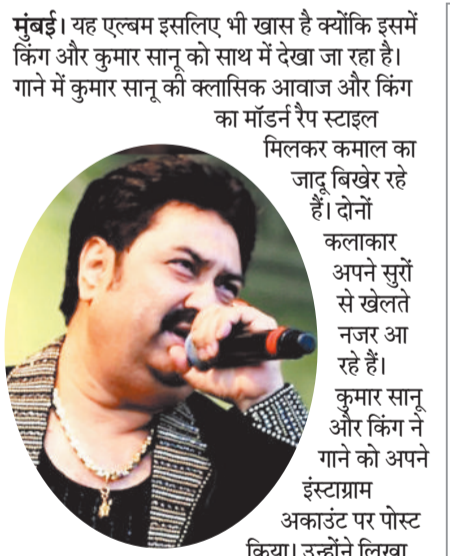 मुंबई। यह एल्बम इसलिए भी खास है क्योंकि इसमें
किंग और कुमार सानू को साथ में देखा जा रहा है।
गाने में कुमार सानू की क्लासिक आवाज और किंग
का मॉडर्न रैप स्टाइल
मिलकर कमाल का
जादू बिखेर रहे
हैं। दोनों
कलाकार
अपने सुरों
से खेलते
नजर आ
रहे हैं।
कुमार सानू
और किंग ने
गाने को अपने
इंस्टाग्राम
अकाउंट पर पोस्ट
किया। उन्होंने लिखा